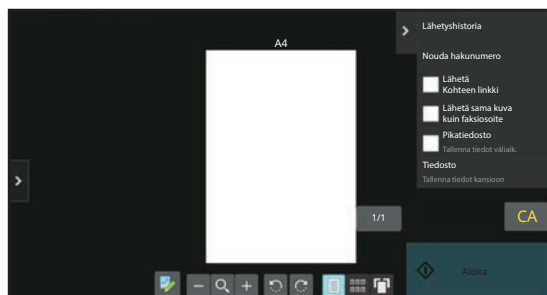 A4
1/1
Lähetyshistoria
Nouda hakunumero
Lähetä
Kohteen linkki
Lähetä sama kuva
kuin faksiosoite
Pikatiedosto
Tallenna tiedot väliaik.
Tiedosto
Tallenna tiedot kansioon
CA
Aloita